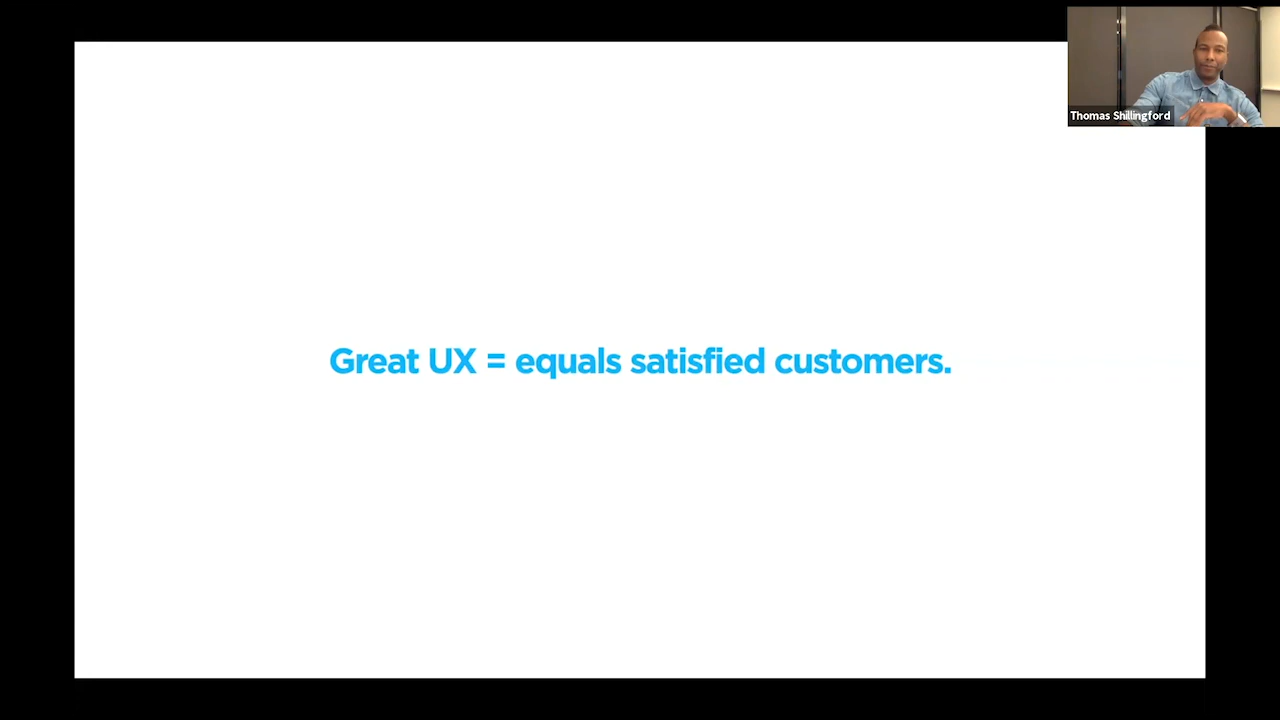 Thomas Shillingford
Great UX = equals satisfied customers.